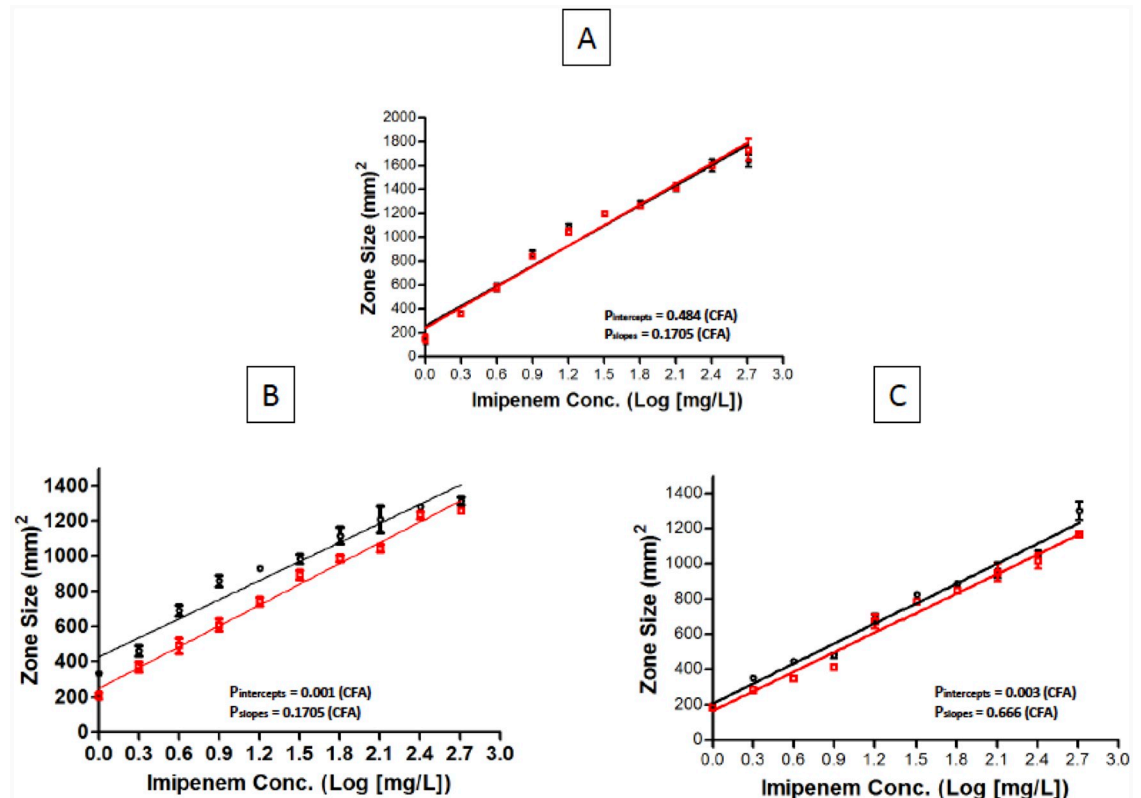 A
Zone Size (mm)²
2000
1800
1600
1400
1200
1000
800
600
400
200
0
Pintercepts = 0.484 (CFA)
Pslopes = 0.1705 (CFA)
0.0 0.3 0.6 0.9 1.2 1.5 1.8 2.1 2.4 2.7 3.0
Imipenem Conc. (Log [mg/L])
B
Zone Size (mm)²
1400
1200
1000
800
600
400
200
0
Pintercepts = 0.001 (CFA)
Pslopes = 0.1705 (CFA)
0.0 0.3 0.6 0.9 1.2 1.5 1.8 2.1 2.4 2.7 3.0
Imipenem Conc. (Log [mg/L])
C
Zone Size (mm)²
1400
1200
1000
800
600
400
200
0
Pintercepts = 0.003 (CFA)
Pslopes = 0.666 (CFA)
0.0 0.3 0.6 0.9 1.2 1.5 1.8 2.1 2.4 2.7 3.0
Imipenem Conc. (Log [mg/L])